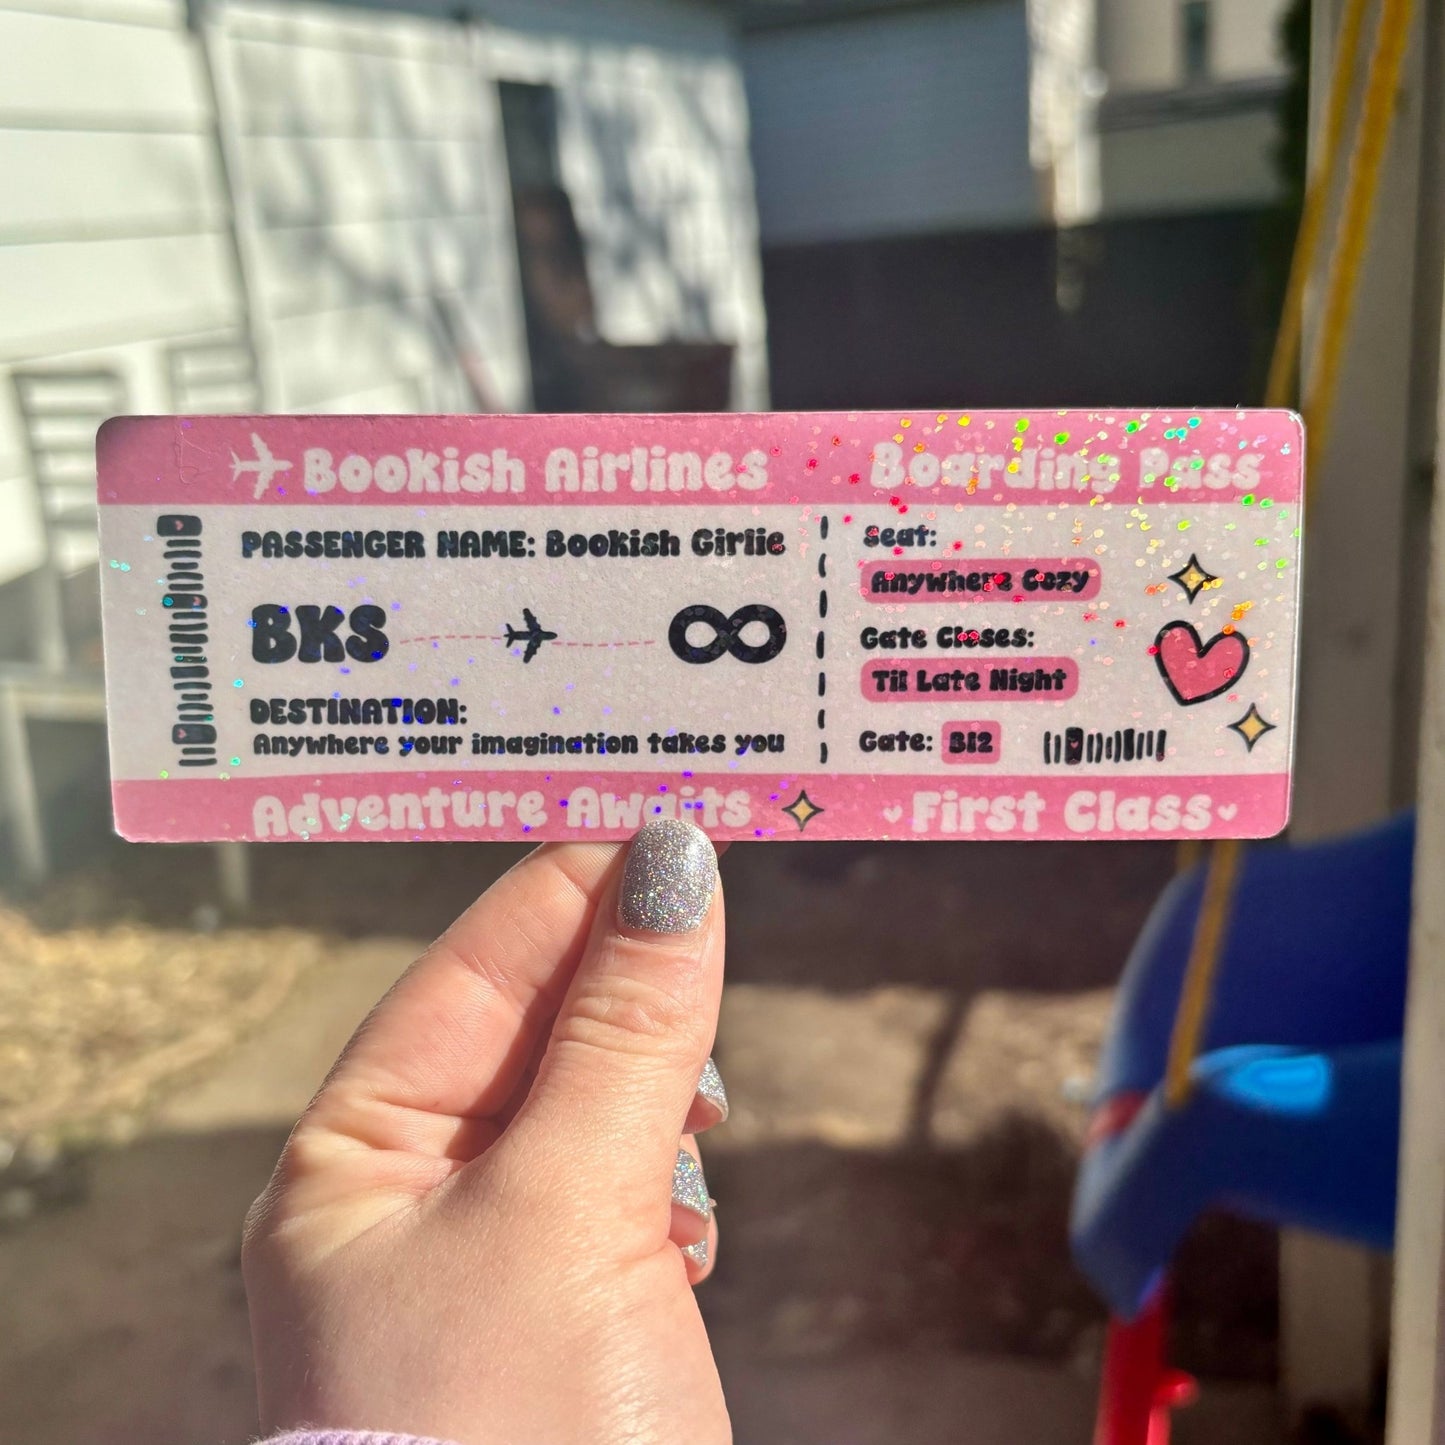 Bookish Airlines
PASSENGER NAME: Bookish Girlie
BKS
DESTINATION:
Anywhere your imagination takes you
Adventure Awaits
Boarding Pass
Seat:
Anywhere Cozy
Gate Closes:
Til Late Night
Gate: B12
First Class